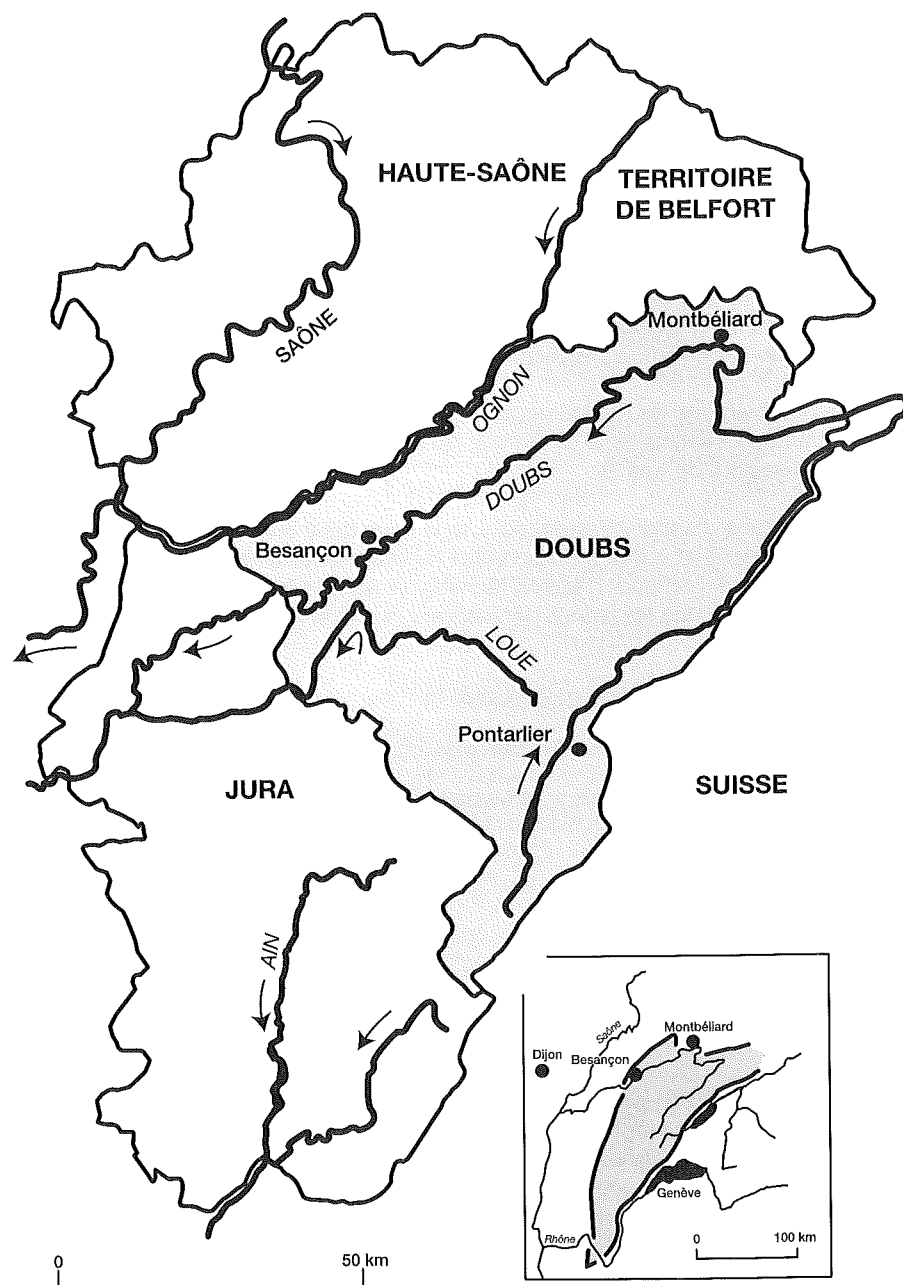 HAUTE-SAÔNE
TERRITOIRE
DE BELFORT
SAÔNE
Montbéliard
OGNON
DOUBS
Besançon
DOUBS
LOUE
Pontarlier
JURA
SUISSE
AIN
Saône
Montbéliard
Dijon
Besançon
Genève
Rhône
0
100 km
0
50 km